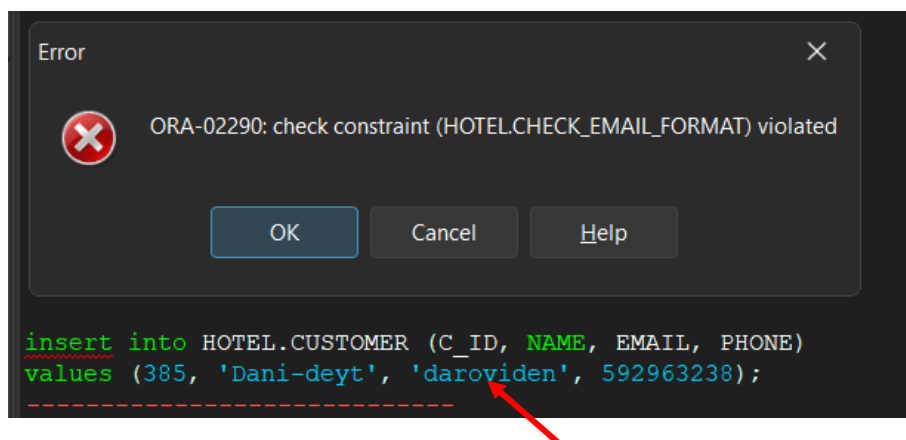 Error
ORA-02290: check constraint (HOTEL.CHECK_EMAIL_FORMAT) violated
OK Cancel Help
insert into HOTEL.CUSTOMER (C_ID, NAME, EMAIL, PHONE)
values (385, 'Dani-deyt', 'daroviden', 592963238);
-----------------------------